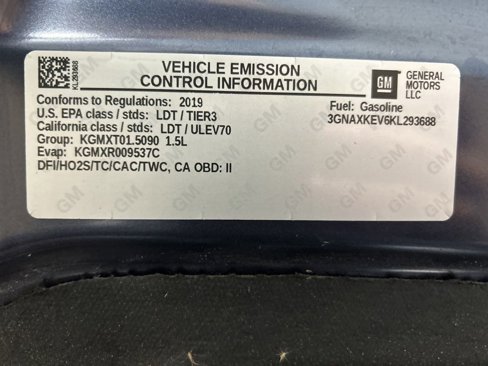 KL293688
VEHICLE EMISSION
CONTROL INFORMATION
GM
GENERAL
MOTORS
LLC
Conforms to Regulations: 2019
U.S. EPA class / stds: LDT / TIER3
California class / stds: LDT / ULEV70
Group: KGMXT01.5090 1.5L
Evap: KGMXR009537C
DFI/HO2S/TC/CAC/TWC, CA OBD: II
Fuel: Gasoline
3GNAXKEV6KL293688